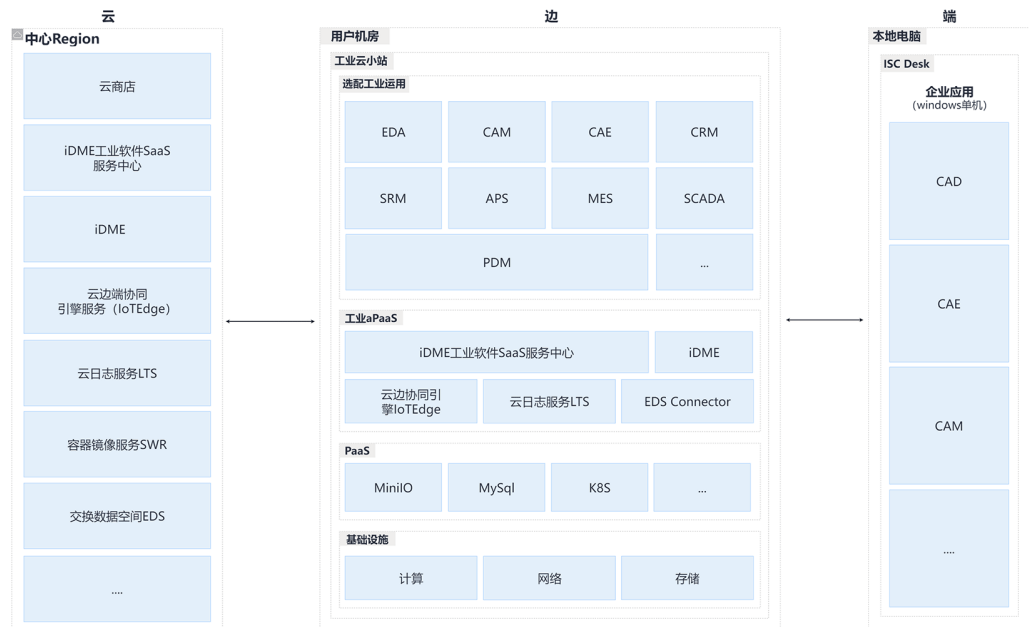 云
中心Region
云商店
iDME工业软件SaaS
服务中心
iDME
云边端协同
引擎服务（IoTEdge）
云日志服务LTS
容器镜像服务SWR
交换数据空间EDS
....
边
用户机房
工业云小站
选配工业运用
EDA
CAM
CAE
CRM
SRM
APS
MES
SCADA
PDM
...
工业aPaaS
iDME工业软件SaaS服务中心
iDME
云边协同引
擎IoTEdge
云日志服务LTS
EDS Connector
PaaS
MiniIO
MySql
K8S
...
基础设施
计算
网络
存储
端
本地电脑
ISC Desk
企业应用
（windows单机）
CAD
CAE
CAM
....